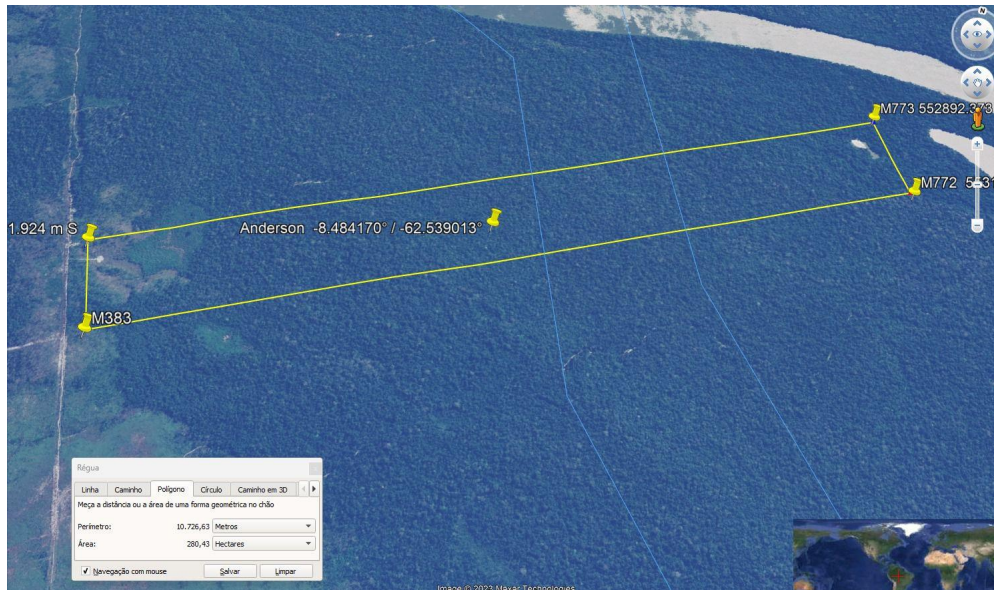 N
M773 552892.373
M772 5531
1.924 m S
Anderson -8.484170° / -62.539013°
M383
Régua
Linha Caminho Polígono Círculo Caminho em 3D
Meça a distância ou a área de uma forma geométrica no chão
Perímetro: 10.726,63 Metros
Área: 280,43 Hectares
Navegação com mouse Salvar Limpar
Image © 2023 Maxar Technologies